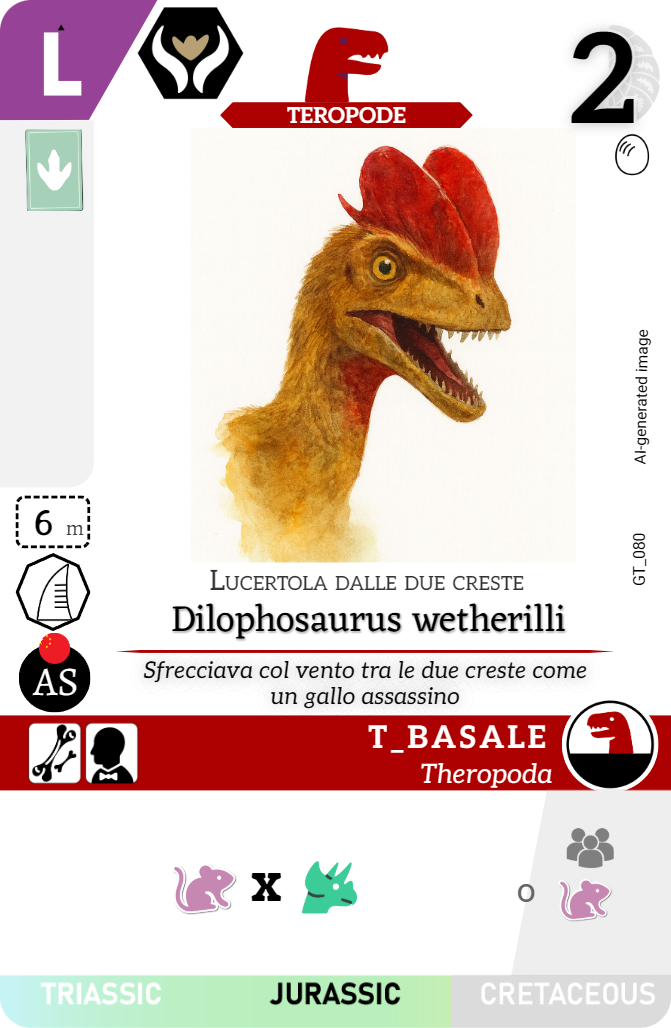 L
2
TEROPODE
AI-generated image
GT_080
6 m
AS
Lucertola dalle due creste
Dilophosaurus wetherilli
Sfrecciava col vento tra le due creste come
un gallo assassino
T_BASALE
Theropoda
x
o
TRIASSIC JURASSIC CRETACEOUS